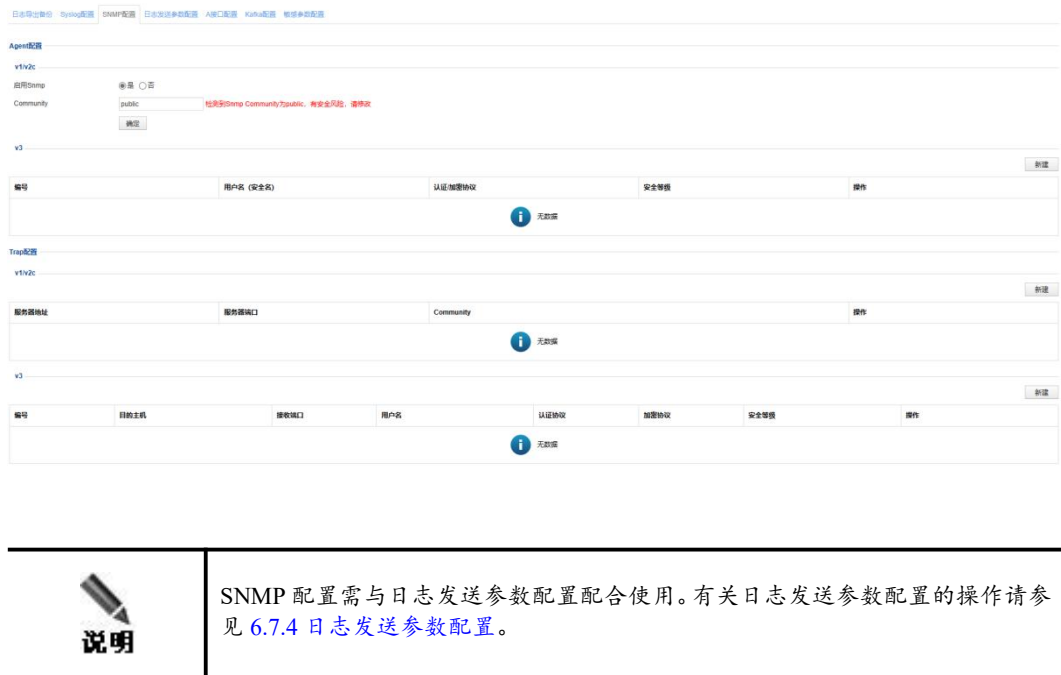 日志导出备份 Syslog配置 SNMP配置 日志发送参数配置 A接口配置 Kafka配置 敏感参数配置
Agent配置
v1/v2c
启用Snmp 是 否
Community public 检测到Snmp Community为public，有安全风险，请修改
确定
v3
新建
编号 用户名（安全名） 认证/加密协议 安全等级 操作
无数据
Trap配置
v1/v2c
新建
服务器地址 服务器端口 Community 操作
无数据
v3
新建
编号 目的主机 接收端口 用户名 认证协议 加密协议 安全等级 操作
无数据
SNMP 配置需与日志发送参数配置配合使用。有关日志发送参数配置的操作请参
见 6.7.4 日志发送参数配置。
说明